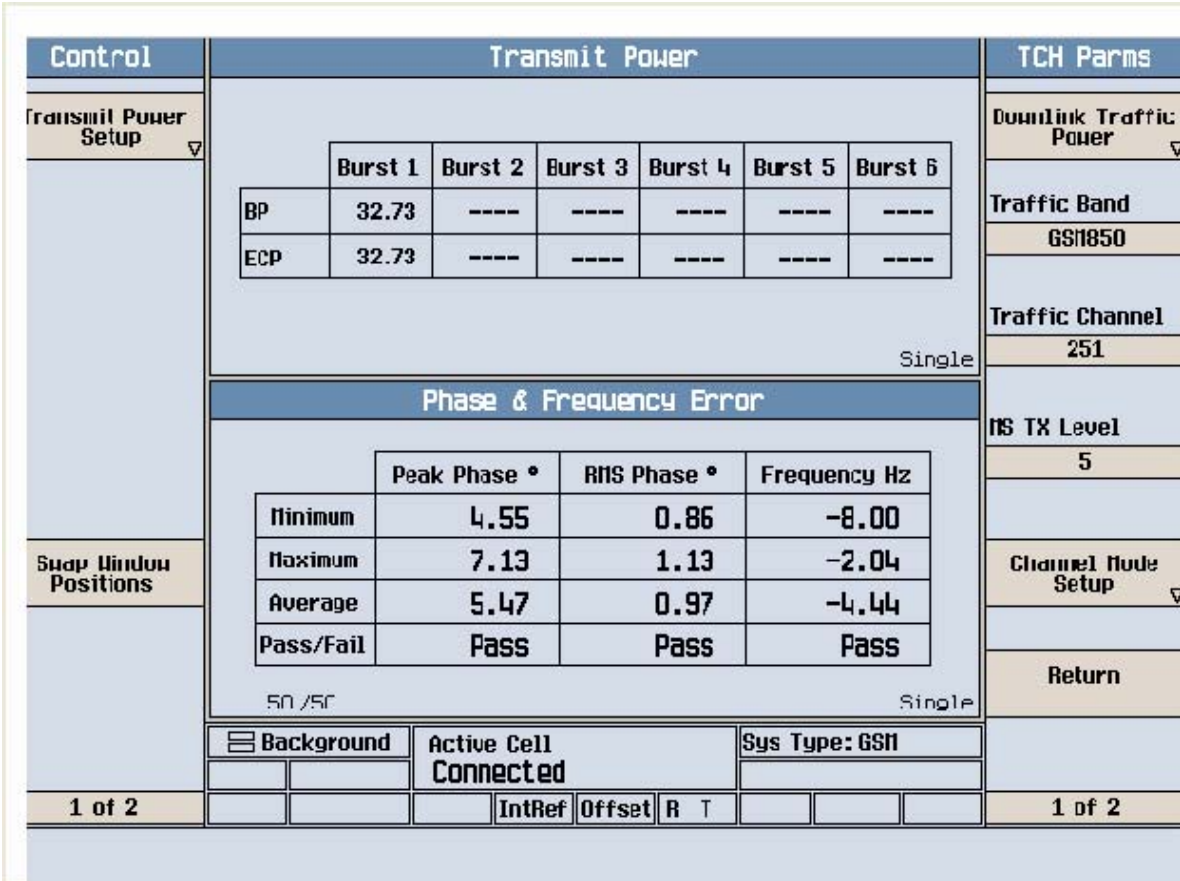 Control
Transmit Power
TCH Parms
Transmit Power
Setup
Downlink Traffic
Power
Burst 1 Burst 2 Burst 3 Burst 4 Burst 5 Burst 6
BP 32.73 ---- ---- ---- ---- ----
ECP 32.73 ---- ---- ---- ---- ----
Single
Traffic Band
GSM850
Traffic Channel
251
MS TX Level
5
Phase & Frequency Error
Peak Phase ° RMS Phase ° Frequency Hz
Minimum 4.55 0.86 -8.00
Maximum 7.13 1.13 -2.04
Average 5.47 0.97 -4.44
Pass/Fail Pass Pass Pass
50/50
Single
Swap Window
Positions
Channel Mode
Setup
Return
Background
Active Cell
Connected
Sys Type: GSM
IntRef Offset R T
1 of 2
1 of 2